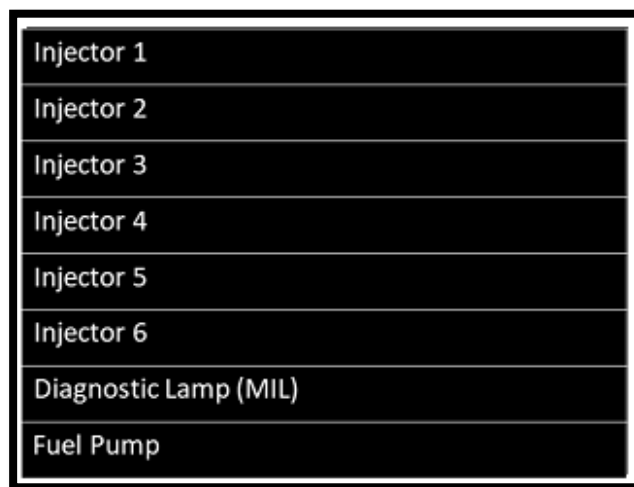 Injector 1
Injector 2
Injector 3
Injector 4
Injector 5
Injector 6
Diagnostic Lamp (MIL)
Fuel Pump